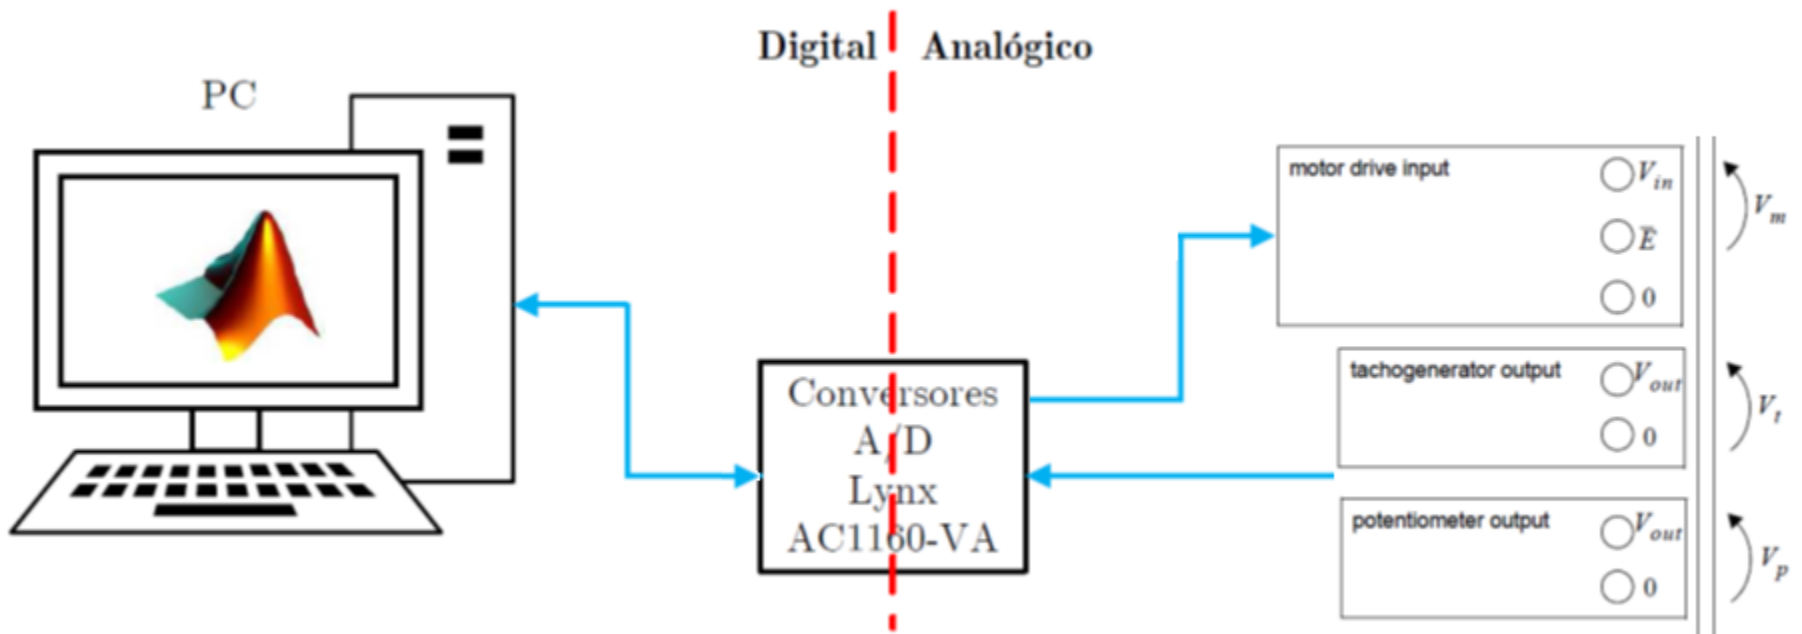 Digital
Analógico
PC
Conversores
A/D
Lynx
AC1160-VA
motor drive input
V_in
Ē
0
V_m
tachogenerator output
V_out
0
V_t
potentiometer output
V_out
0
V_p